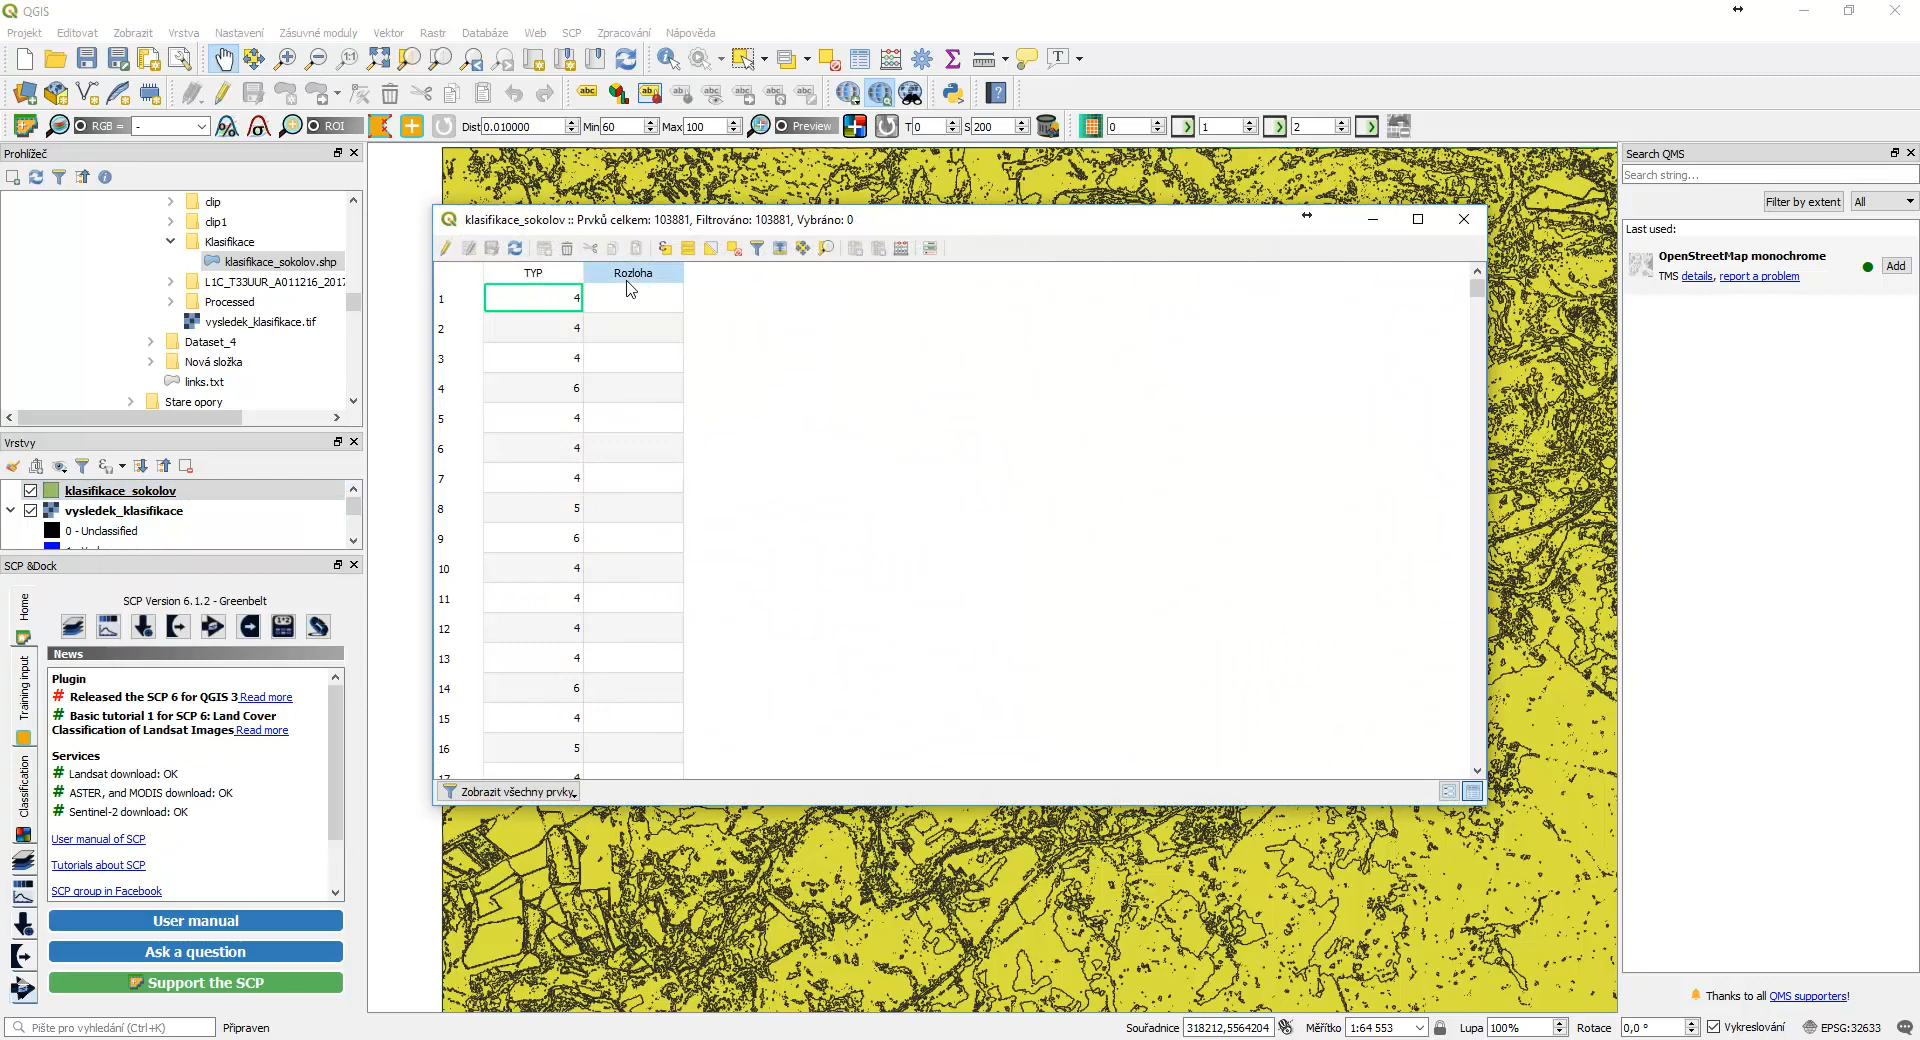 QGIS
Projekt Editovat Zobrazit Vrstva Nastavení Zásuvné moduly Vektor Rastr Databáze Web SCP Zpracování Nápověda
RGB = - ROI Dist 0.010000 Min 60 Max 100 Preview T 0 S 200 0 1 2
Prohlížeč
clip
clip1
Klasifikace
klasifikace_sokolov.shp
L1C_T33UUR_A011216_2017
Processed
vysledek_klasifikace.tif
Dataset_4
Nová složka
links.txt
Stare opory
Vrstvy
klasifikace_sokolov
vysledek_klasifikace
0 - Unclassified
SCP &Dock
Home
Training input
Classification
SCP Version 6.1.2 - Greenbelt
News
Plugin
# Released the SCP 6 for QGIS 3 Read more
# Basic tutorial 1 for SCP 6: Land Cover
Classification of Landsat Images Read more
Services
# Landsat download: OK
# ASTER, and MODIS download: OK
# Sentinel-2 download: OK
User manual of SCP
Tutorials about SCP
SCP group in Facebook
User manual
Ask a question
Support the SCP
klasifikace_sokolov :: Prvků celkem: 103881, Filtrováno: 103881, Vybráno: 0
TYP Rozloha
1 4
2 4
3 4
4 6
5 4
6 4
7 4
8 5
9 6
10 4
11 4
12 4
13 4
14 6
15 4
16 5
17 4
Zobrazit všechny prvky
Search QMS
Search string...
Filter by extent All
Last used:
OpenStreetMap monochrome
TMS details, report a problem
Add
Thanks to all QMS supporters!
Pište pro vyhledání (Ctrl+K) Připraven Souřadnice 318212,5564204 Měřítko 1:64 553 Lupa 100% Rotace 0,0 ° Vykreslování EPSG:32633